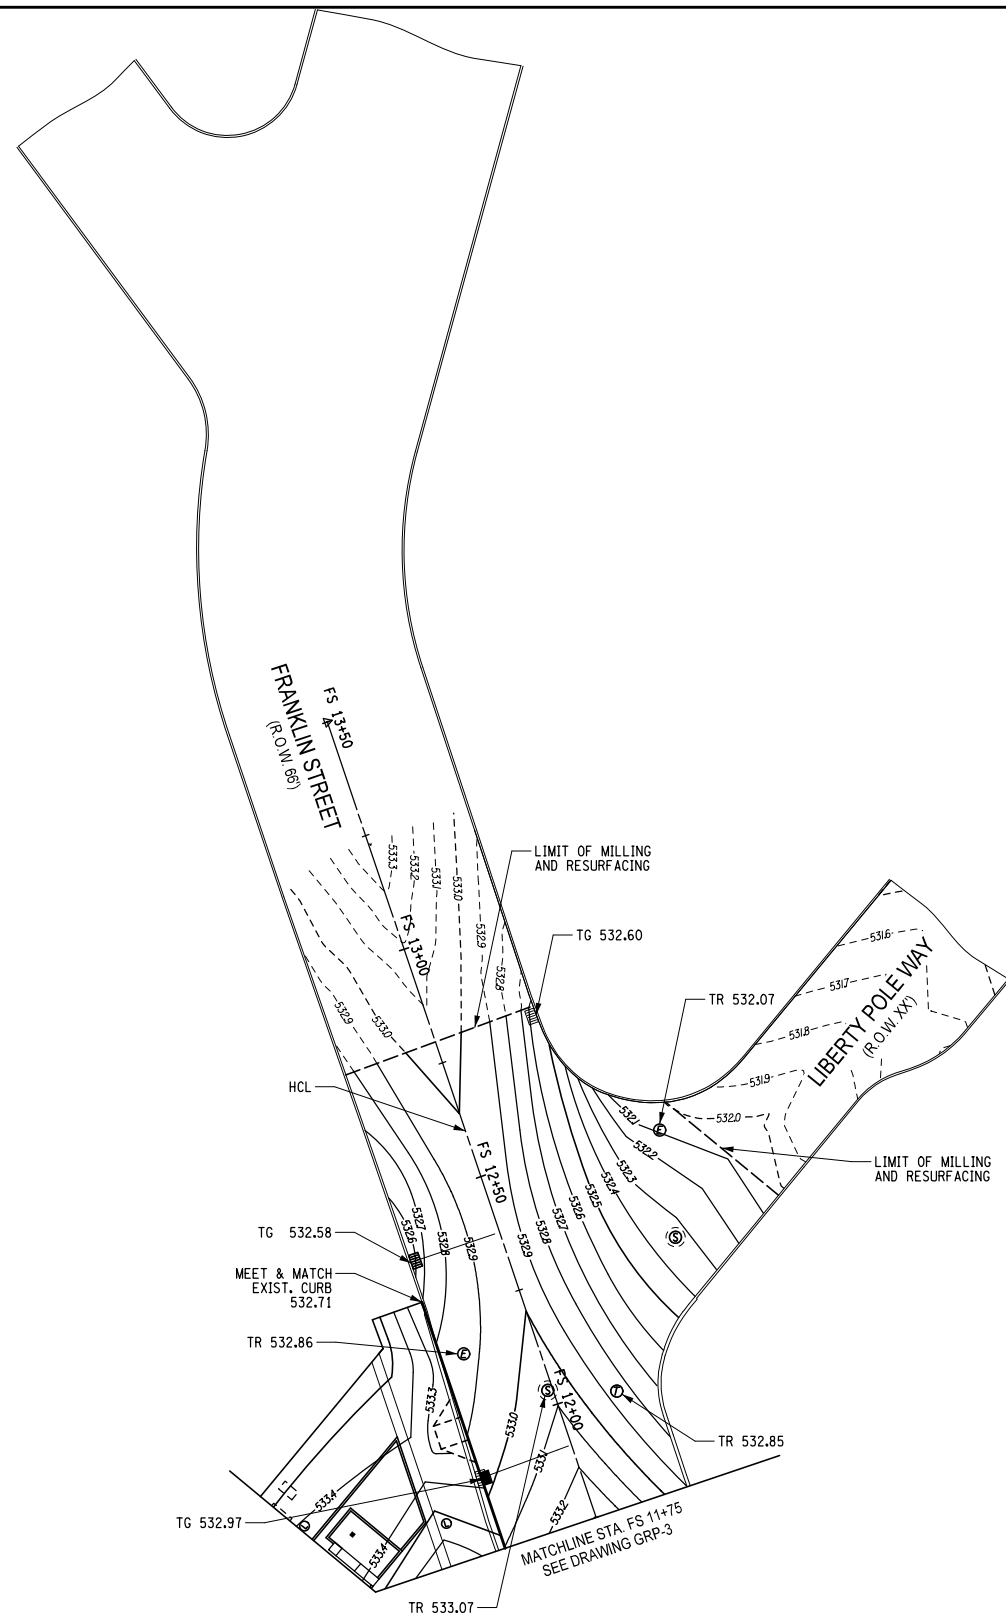 FRANKLIN STREET
(R.O.W. 66')
FS 13+50
533.3
533.2
533.1
533.0
532.9
532.8
LIMIT OF MILLING
AND RESURFACING
TG 532.60
FS 13+00
532.9
533.0
TR 532.07
531.6
531.7
531.8
531.9
532.0
LIBERTY POLE WAY
(R.O.W. XX')
HCL
FS 12+50
532.1
532.2
532.3
532.4
532.5
532.6
532.7
532.8
532.9
LIMIT OF MILLING
AND RESURFACING
532.6
532.7
532.8
532.9
TG 532.58
S
MEET & MATCH
EXIST. CURB
532.71
TR 532.86
E
E
533.3
533.0
S
FS 12+00
T
TR 532.85
533.1
533.2
TG 532.97
533.4
533.4
L
L
MATCHLINE STA. FS 11+75
SEE DRAWING GRP-3
TR 533.07